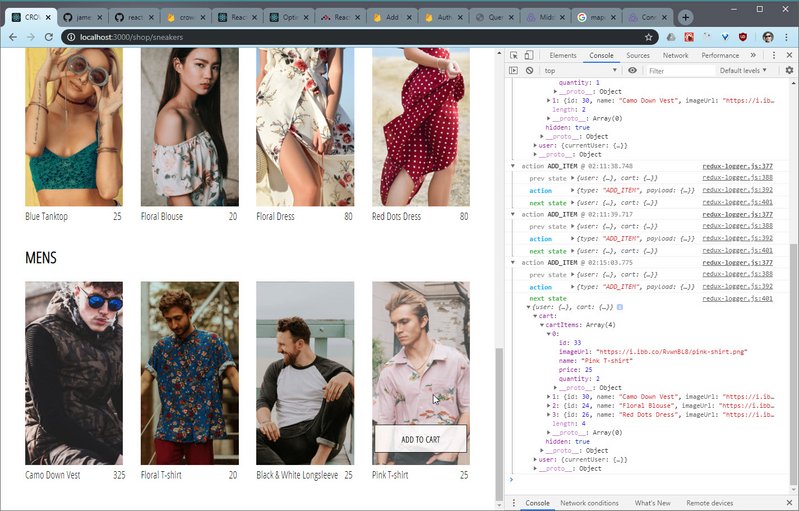 CROW
jame
react
crow
Reac
Opti
Reac
Add
Auth
Que
Midd
map
Con
localhost:3000/shop/sneakers
Blue Tanktop 25
Floral Blouse 20
Floral Dress 80
Red Dots Dress 80
MENS
ADD TO CART
Camo Down Vest 325
Floral T-shirt 20
Black & White Longsleeve 25
Pink T-shirt 25
Elements Console Sources Network Performance »
top Filter Default levels ▼
quantity: 1
▶ __proto__: Object
▶ 1: {id: 30, name: "Camo Down Vest", imageUrl: "https://i.ibb…
length: 2
▶ __proto__: Array(0)
hidden: true
▶ user: {currentUser: {…}}
▶ __proto__: Object
▼ action ADD_ITEM @ 02:11:38.748 redux-logger.js:377
prev state ▶ {user: {…}, cart: {…}} redux-logger.js:388
action ▶ {type: "ADD_ITEM", payload: {…}} redux-logger.js:392
next state ▶ {user: {…}, cart: {…}} redux-logger.js:401
▼ action ADD_ITEM @ 02:11:39.717 redux-logger.js:377
prev state ▶ {user: {…}, cart: {…}} redux-logger.js:388
action ▶ {type: "ADD_ITEM", payload: {…}} redux-logger.js:392
next state ▶ {user: {…}, cart: {…}} redux-logger.js:401
▼ action ADD_ITEM @ 02:15:03.775 redux-logger.js:377
prev state ▶ {user: {…}, cart: {…}} redux-logger.js:388
action ▶ {type: "ADD_ITEM", payload: {…}} redux-logger.js:392
next state redux-logger.js:401
▼ {user: {…}, cart: {…}}
▼ cart:
▼ cartItems: Array(4)
▼ 0:
id: 33
imageUrl: "https://i.ibb.co/RvwnBL8/pink-shirt.png"
name: "Pink T-shirt"
price: 25
quantity: 2
▶ __proto__: Object
▶ 1: {id: 30, name: "Camo Down Vest", imageUrl: "https://i.ibb…
▶ 2: {id: 24, name: "Floral Blouse", imageUrl: "https://i.ibb…
▶ 3: {id: 26, name: "Red Dots Dress", imageUrl: "https://i.ibb…
length: 4
▶ __proto__: Array(0)
hidden: true
▶ __proto__: Object
▶ user: {currentUser: {…}}
▶ __proto__: Object
Console Network conditions What's New Remote devices